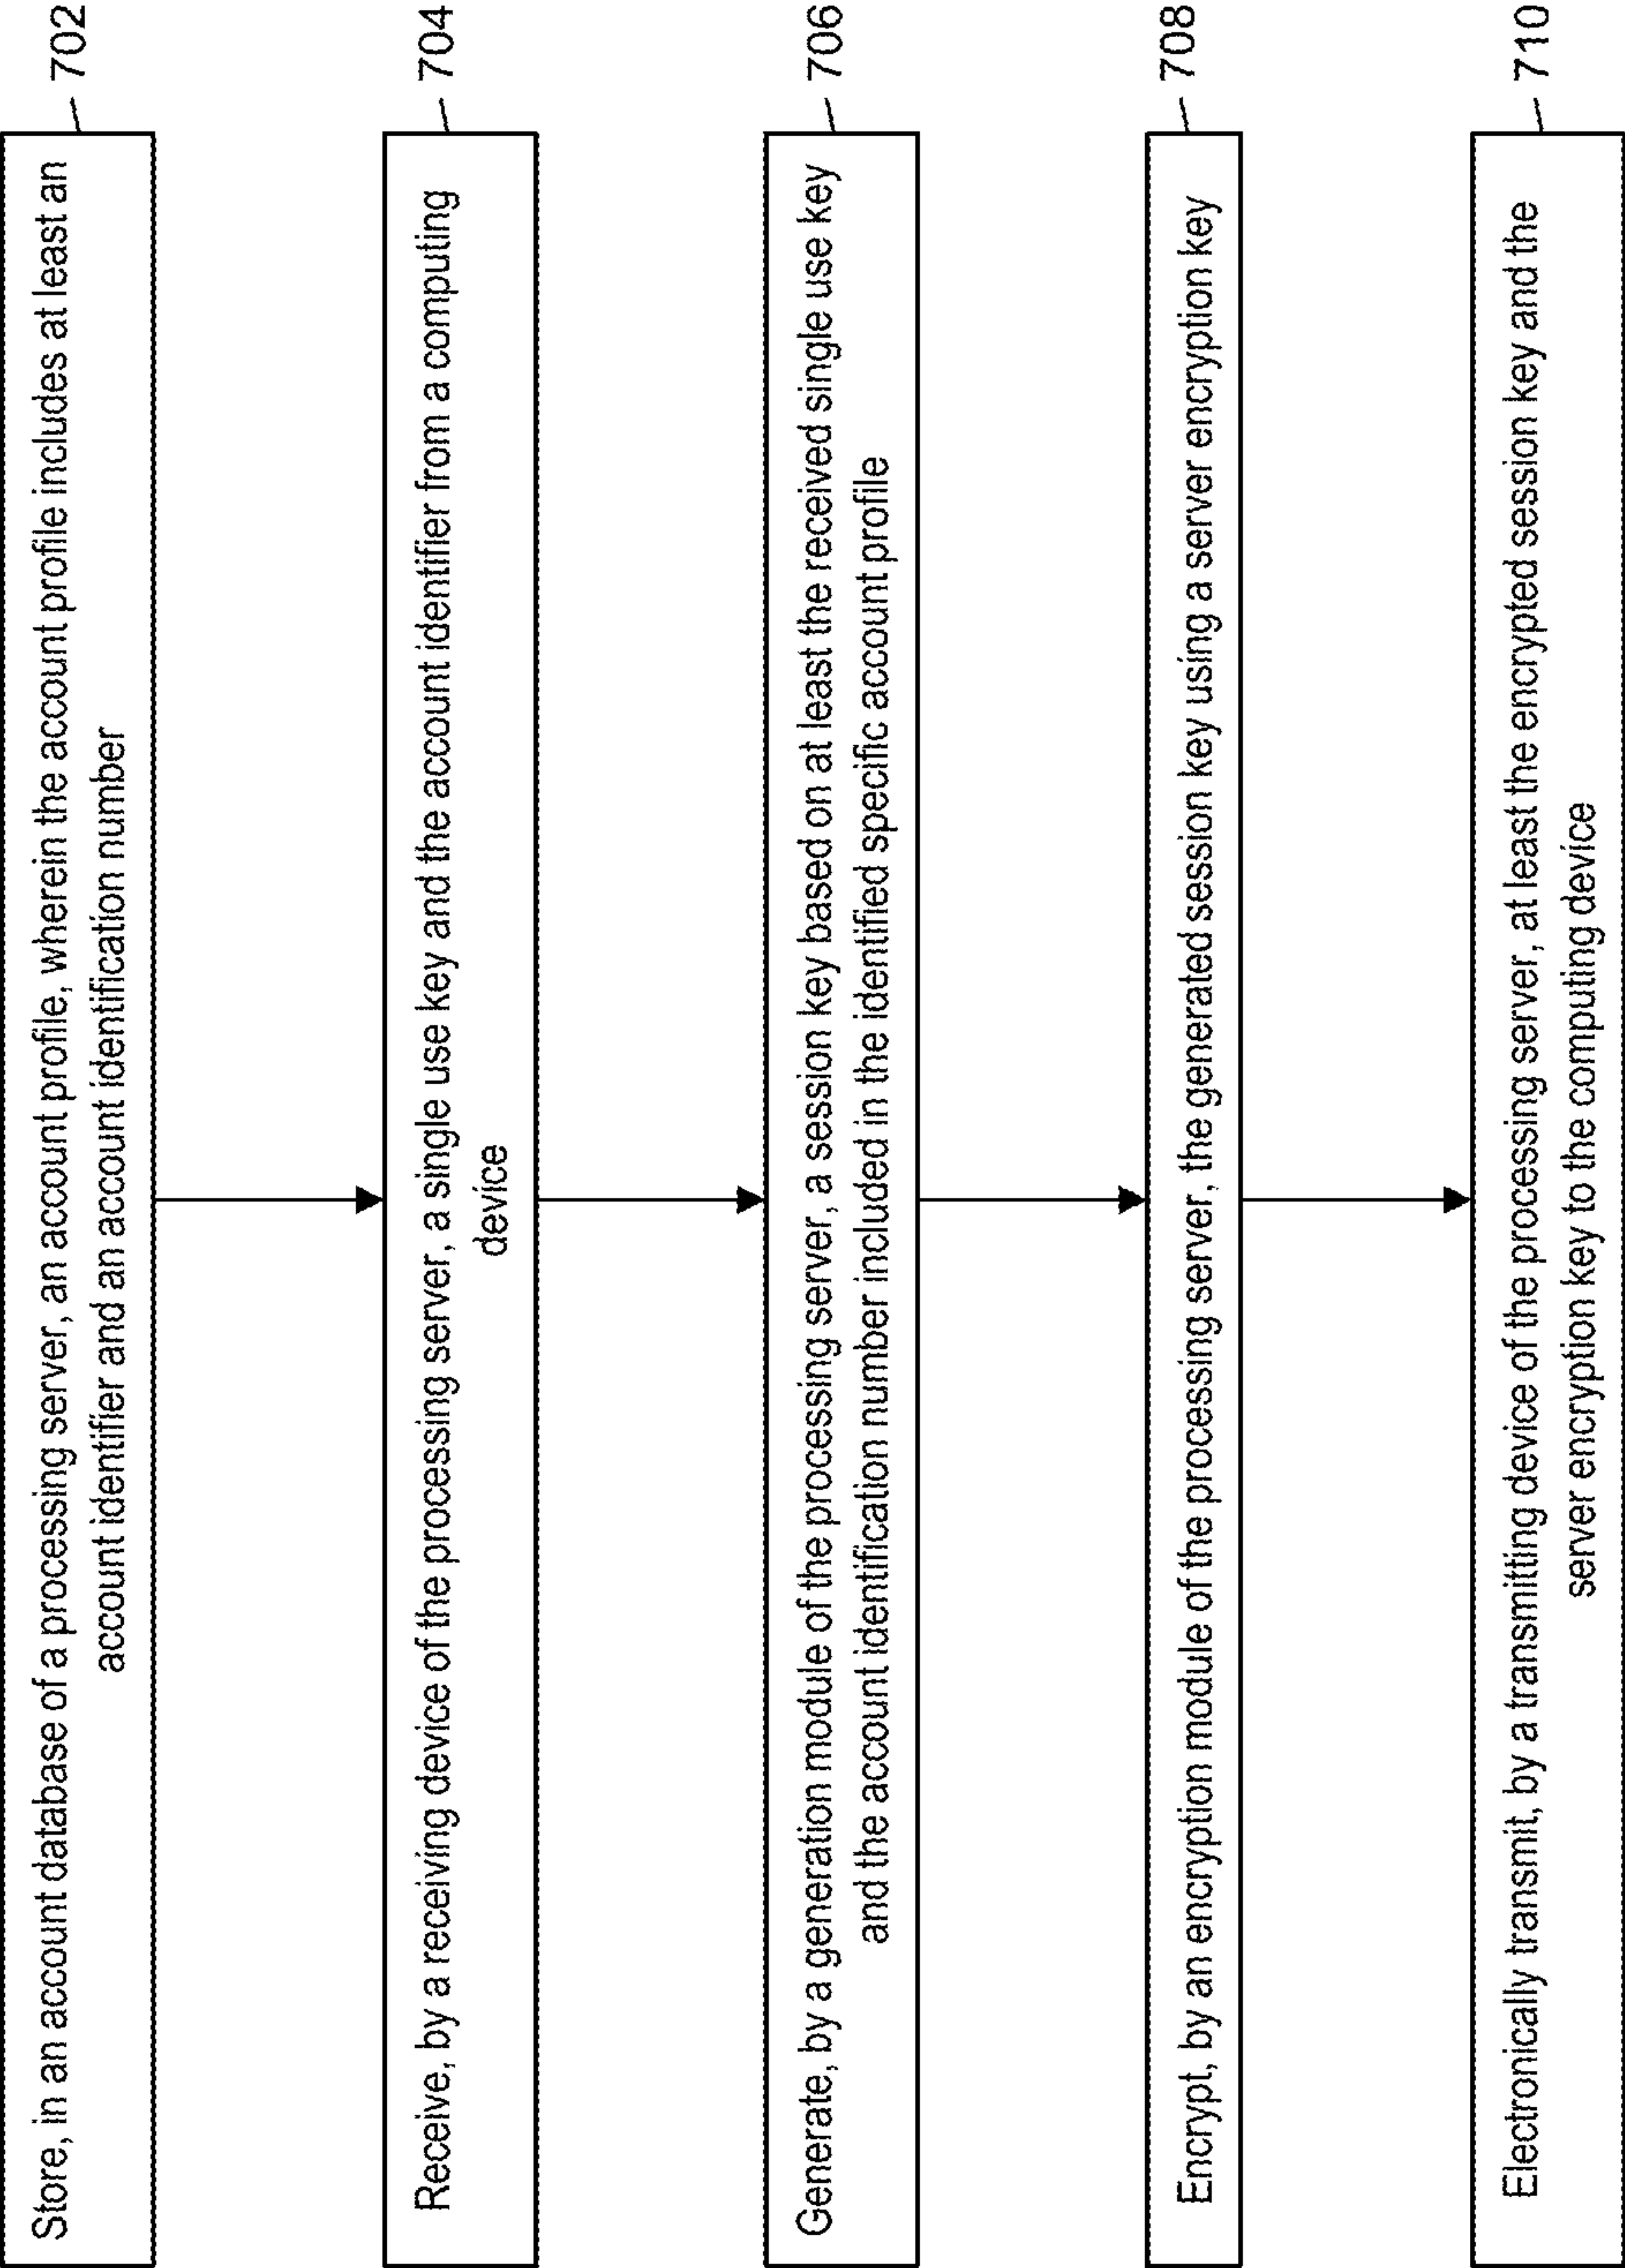 Store, in an account database of a processing server, an account profile, wherein the account profile includes at least an
account identifier and an account identification number
702
Receive, by a receiving device of the processing server, a single use key and the account identifier from a computing
device
704
Generate, by a generation module of the processing server, a session key based on at least the received single use key
and the account identification number included in the identified specific account profile
706
Encrypt, by an encryption module of the processing server, the generated session key using a server encryption key
708
Electronically transmit, by a transmitting device of the processing server, at least the encrypted session key and the
server encryption key to the computing device
710